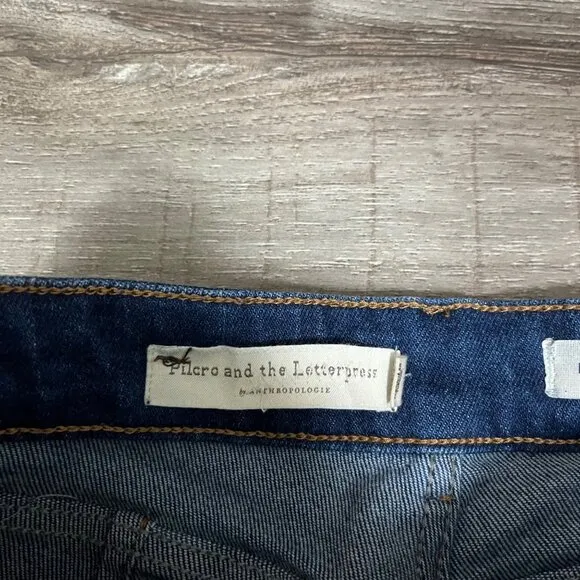 Pilcro and the Letterpress
by ANTHROPOLOGIE